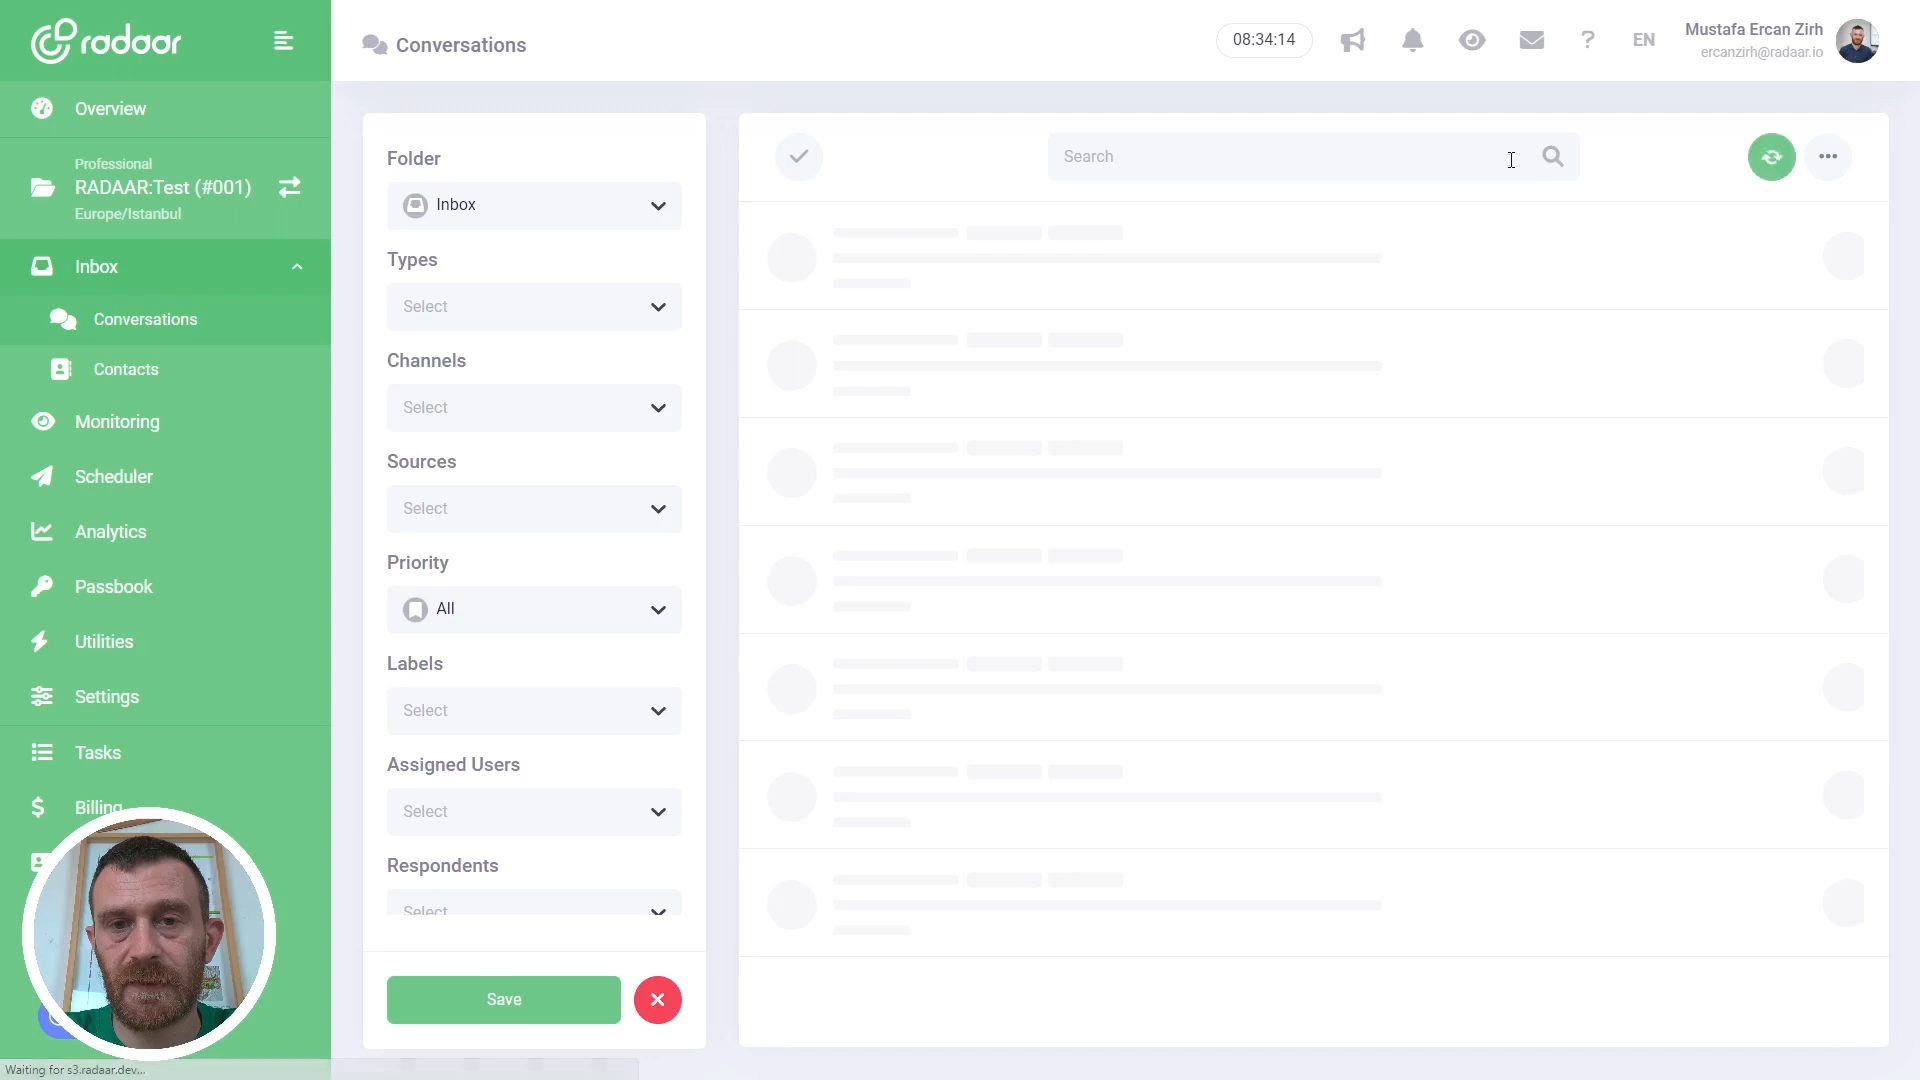 radaar
Conversations
08:34:14
?
EN
Mustafa Ercan Zirh
ercanzirh@radaar.io
Overview
Professional
RADAAR:Test (#001)
Europe/Istanbul
Inbox
Conversations
Contacts
Monitoring
Scheduler
Analytics
Passbook
Utilities
Settings
Tasks
Billing
Folder
Inbox
Types
Select
Channels
Select
Sources
Select
Priority
All
Labels
Select
Assigned Users
Select
Respondents
Select
Save
Search
Waiting for s3.radaar.dev...